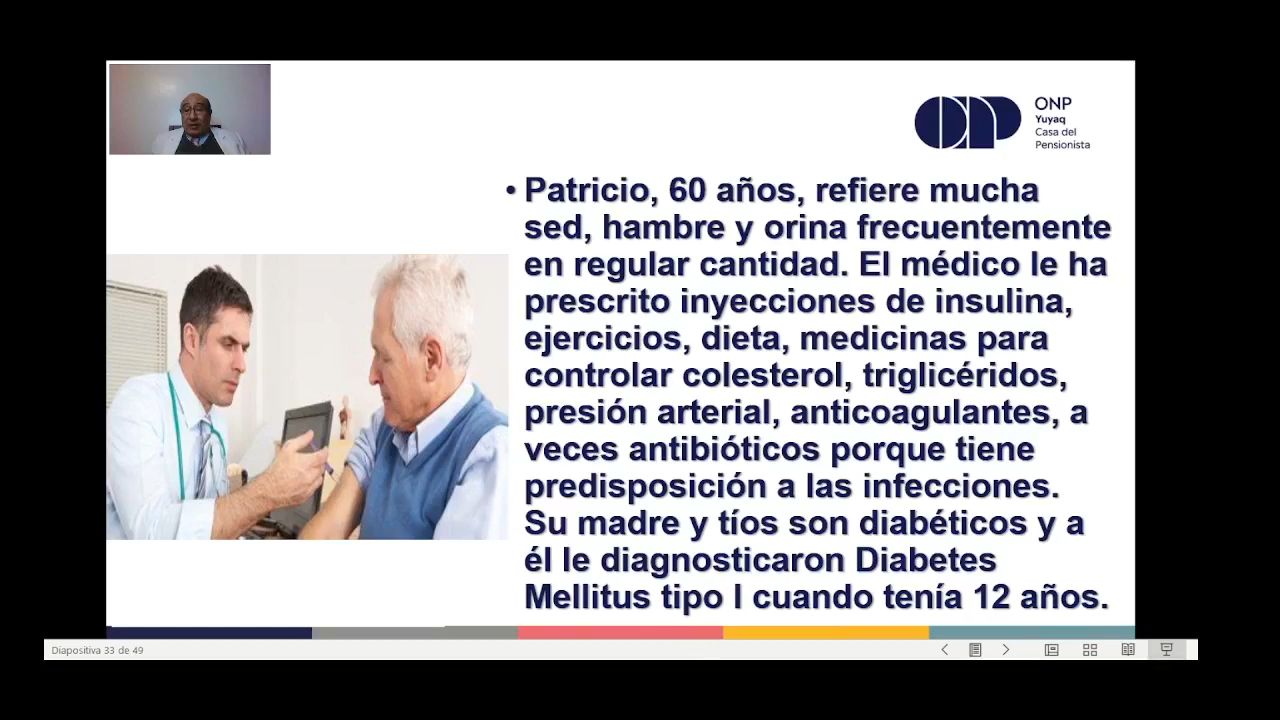 ONP
ONP
Yuyaq
Casa del
Pensionista
• Patricio, 60 años, refiere mucha
sed, hambre y orina frecuentemente
en regular cantidad. El médico le ha
prescrito inyecciones de insulina,
ejercicios, dieta, medicinas para
controlar colesterol, triglicéridos,
presión arterial, anticoagulantes, a
veces antibióticos porque tiene
predisposición a las infecciones.
Su madre y tíos son diabéticos y a
él le diagnosticaron Diabetes
Mellitus tipo I cuando tenía 12 años.
Diapositiva 33 de 49